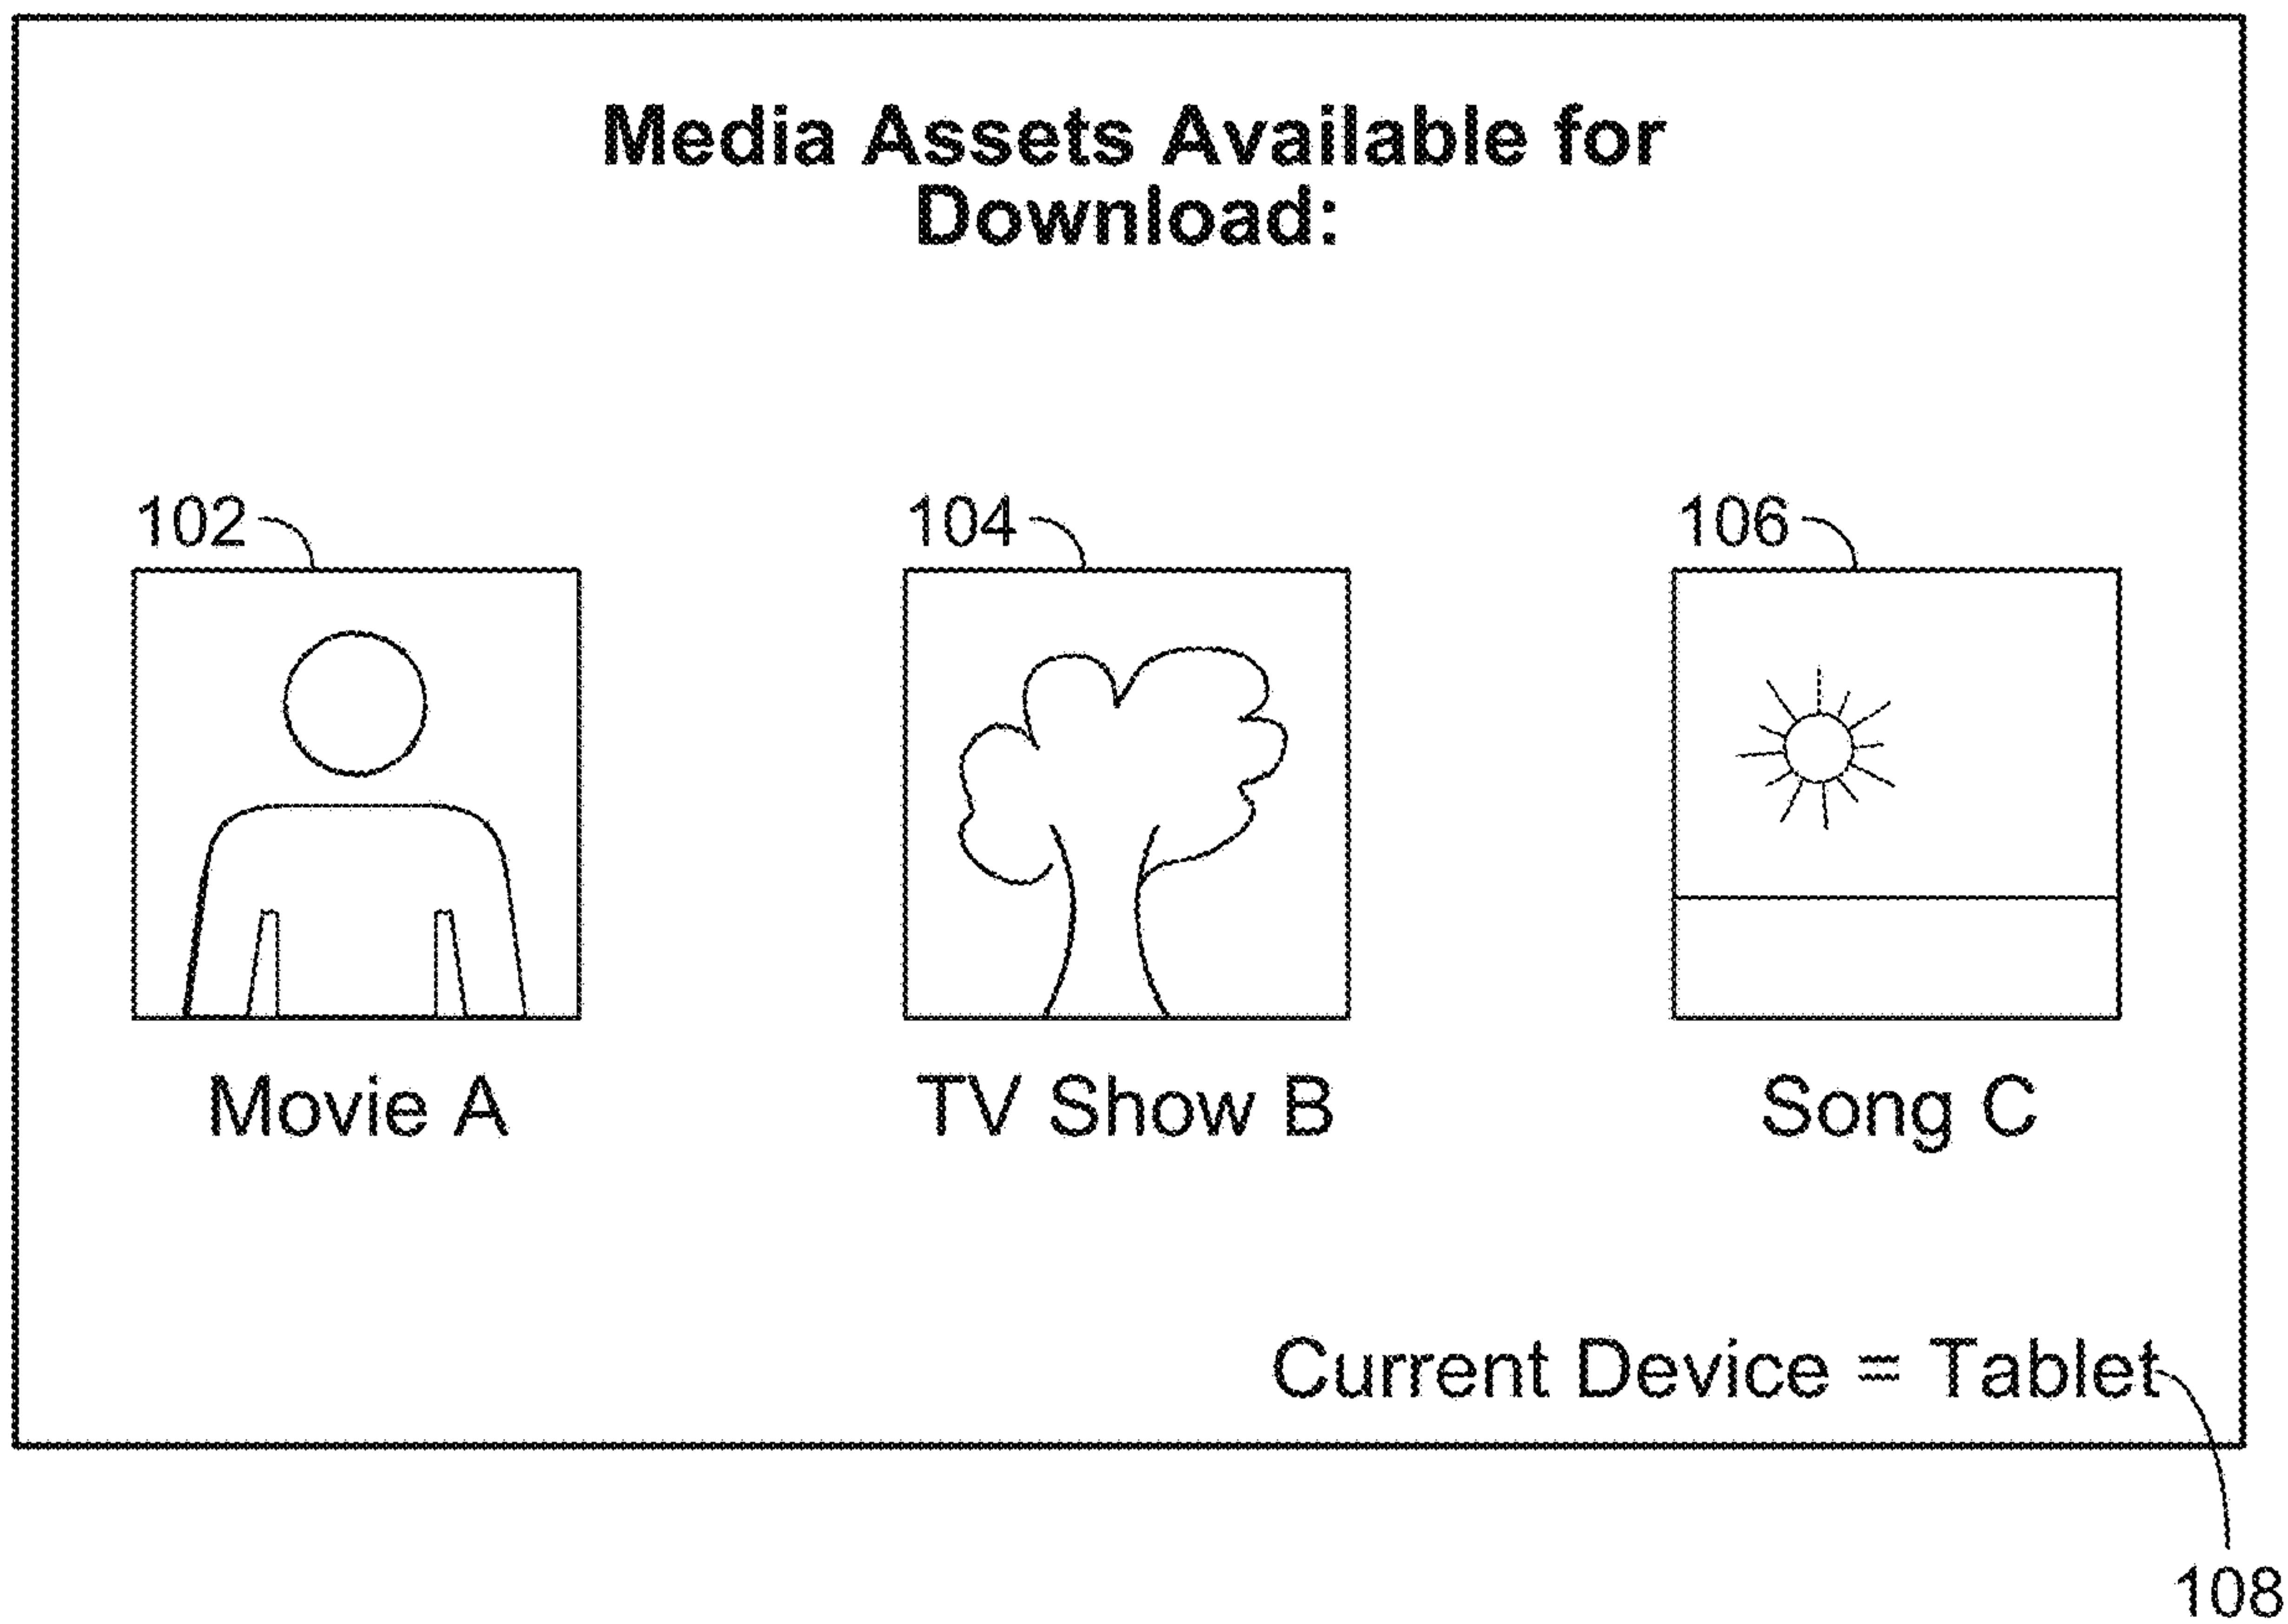 Media Assets Available for
Download:
102
104
106
Movie A
TV Show B
Song C
Current Device = Tablet
108